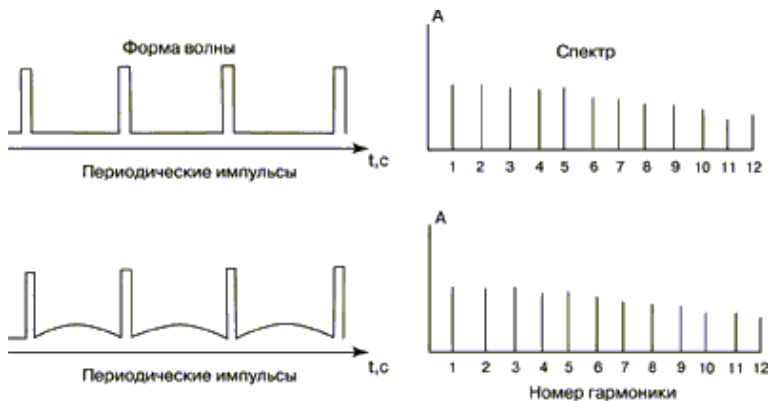 Форма волны
t,c
Периодические импульсы
A
Спектр
1 2 3 4 5 6 7 8 9 10 11 12
t,c
Периодические импульсы
A
1 2 3 4 5 6 7 8 9 10 11 12
Номер гармоники